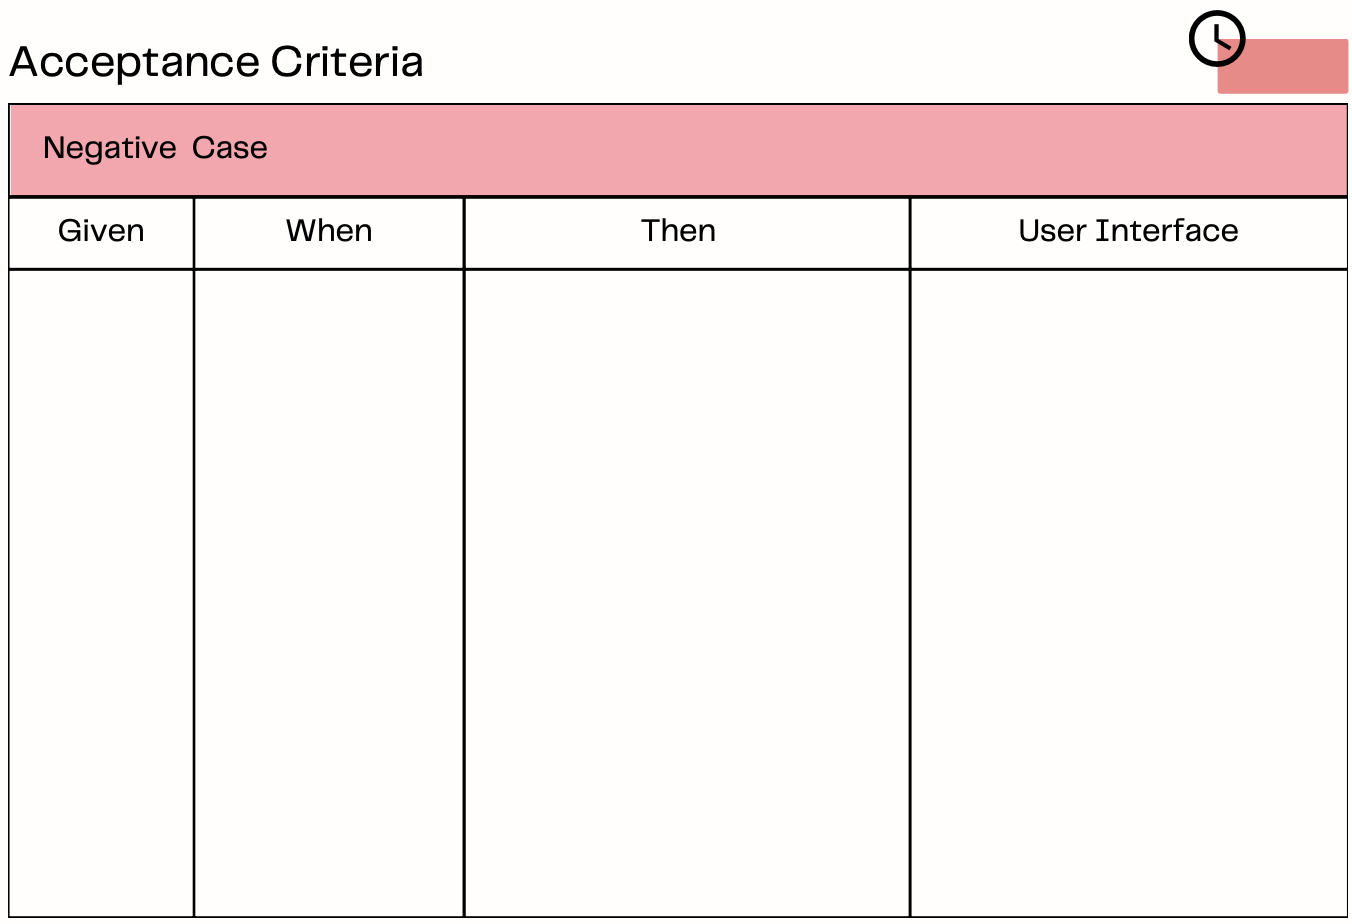 Acceptance Criteria
Negative Case
Given When Then User Interface